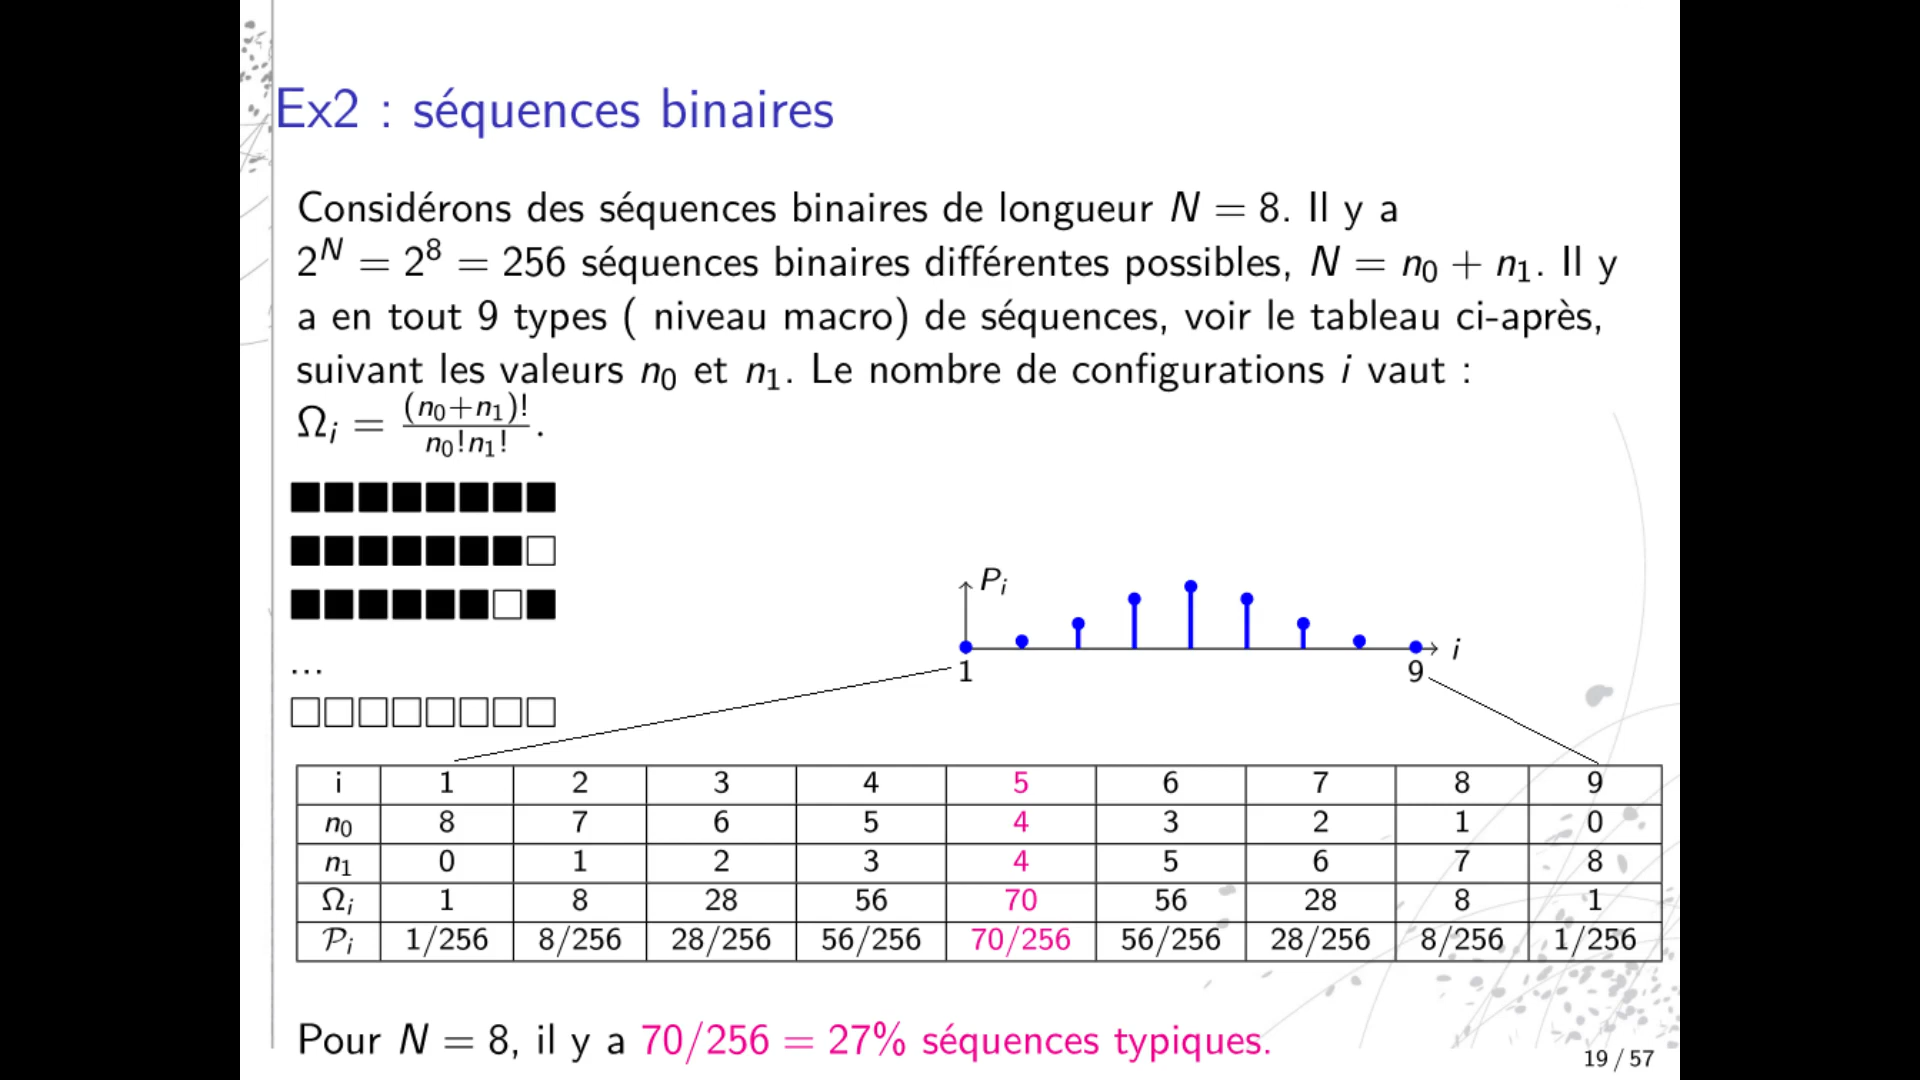 Ex2 : séquences binaires
Considérons des séquences binaires de longueur N = 8. Il y a
2^N = 2^8 = 256 séquences binaires différentes possibles, N = n₀ + n₁. Il y
a en tout 9 types ( niveau macro) de séquences, voir le tableau ci-après,
suivant les valeurs n₀ et n₁. Le nombre de configurations i vaut :
Ωᵢ = (n₀+n₁)! / n₀!n₁! .
...
Pᵢ
i
1 9
i 1 2 3 4 5 6 7 8 9
n₀ 8 7 6 5 4 3 2 1 0
n₁ 0 1 2 3 4 5 6 7 8
Ωᵢ 1 8 28 56 70 56 28 8 1
𝒫ᵢ 1/256 8/256 28/256 56/256 70/256 56/256 28/256 8/256 1/256
Pour N = 8, il y a 70/256 = 27% séquences typiques.
19 / 57